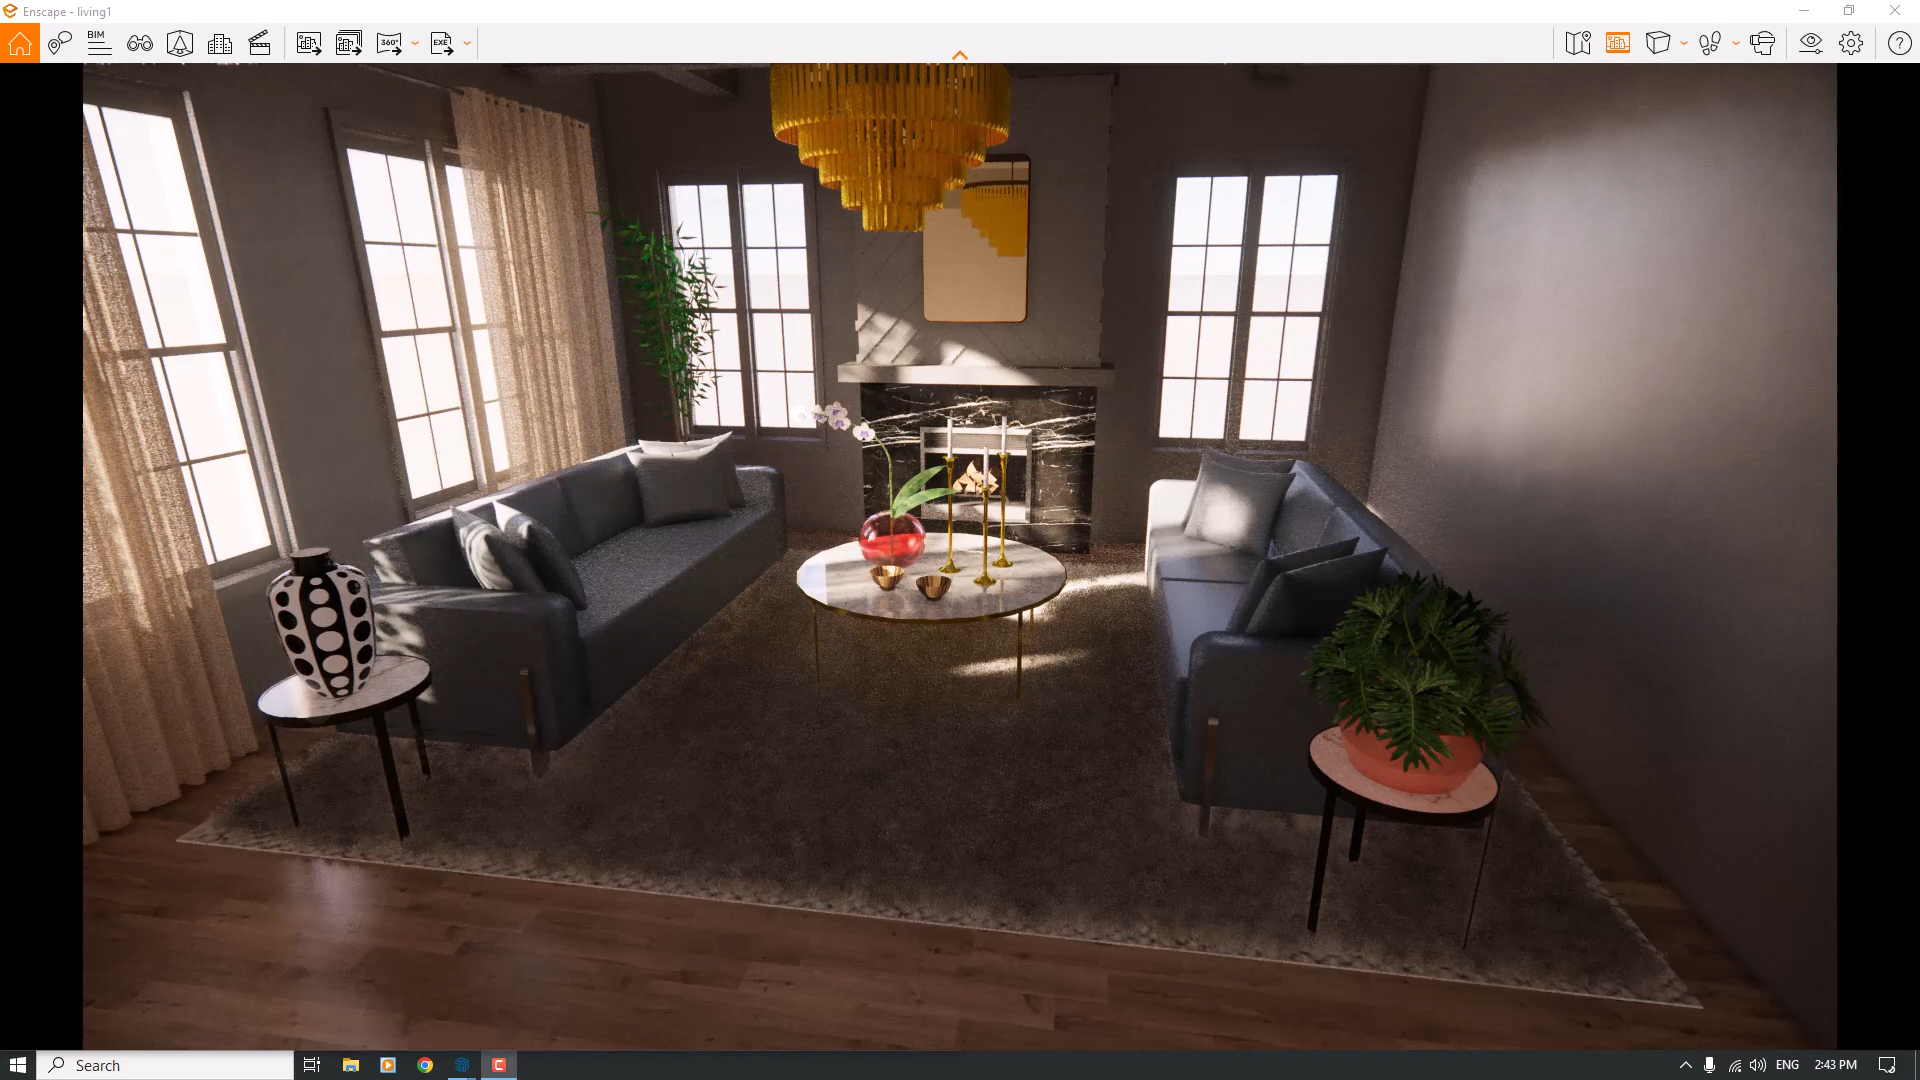 Enscape - living1
BIM
360°
EXE
Search
ENG
2:43 PM